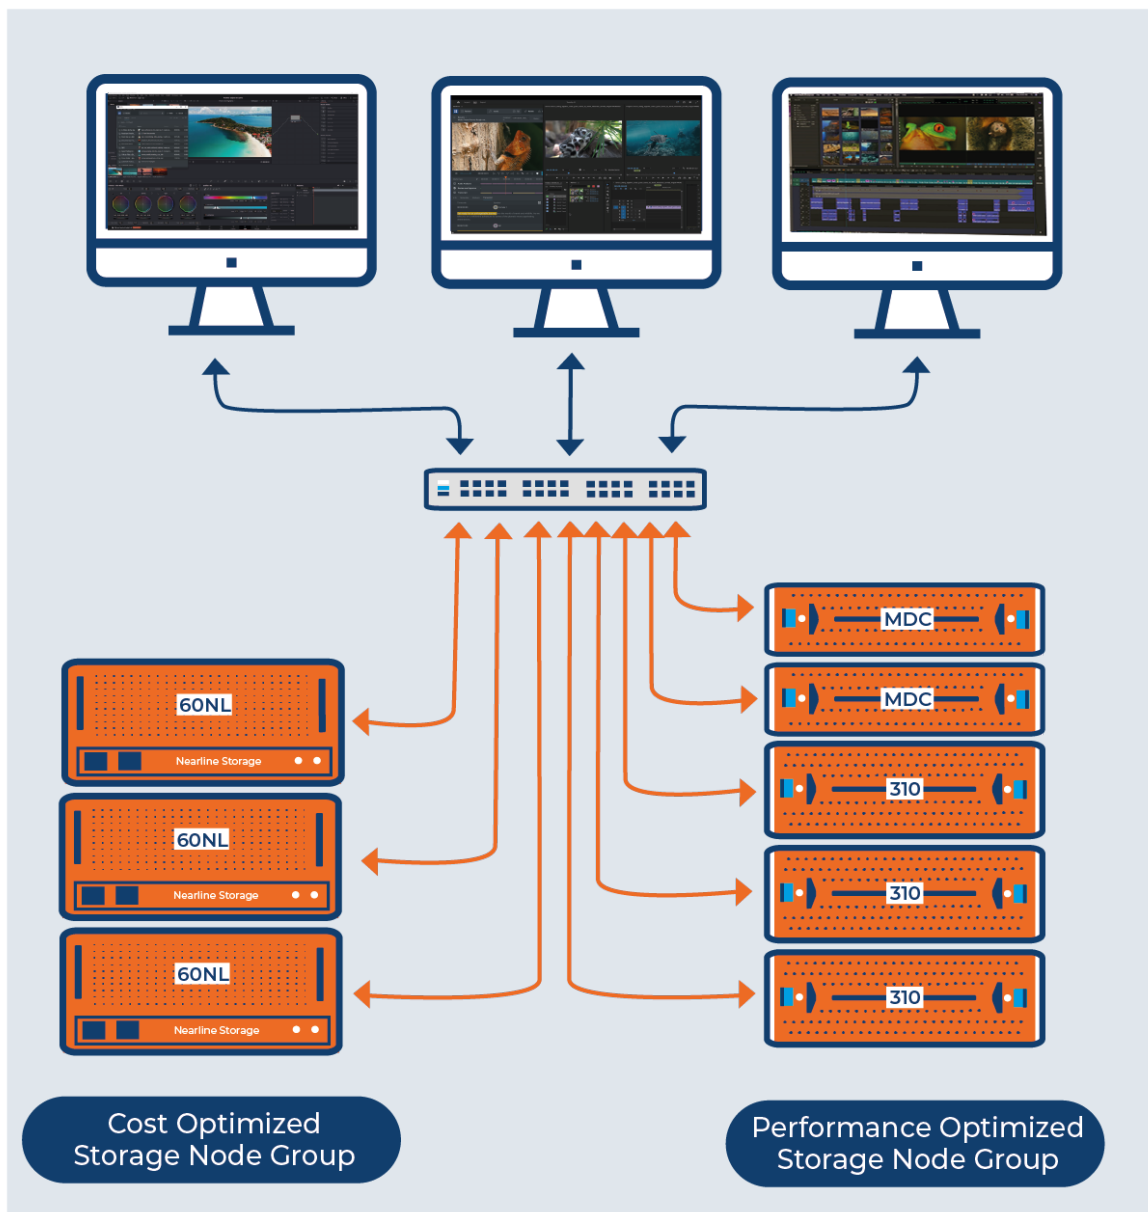 MDC
MDC
310
310
310
60NL
Nearline Storage
60NL
Nearline Storage
60NL
Nearline Storage
Cost Optimized
Storage Node Group
Performance Optimized
Storage Node Group